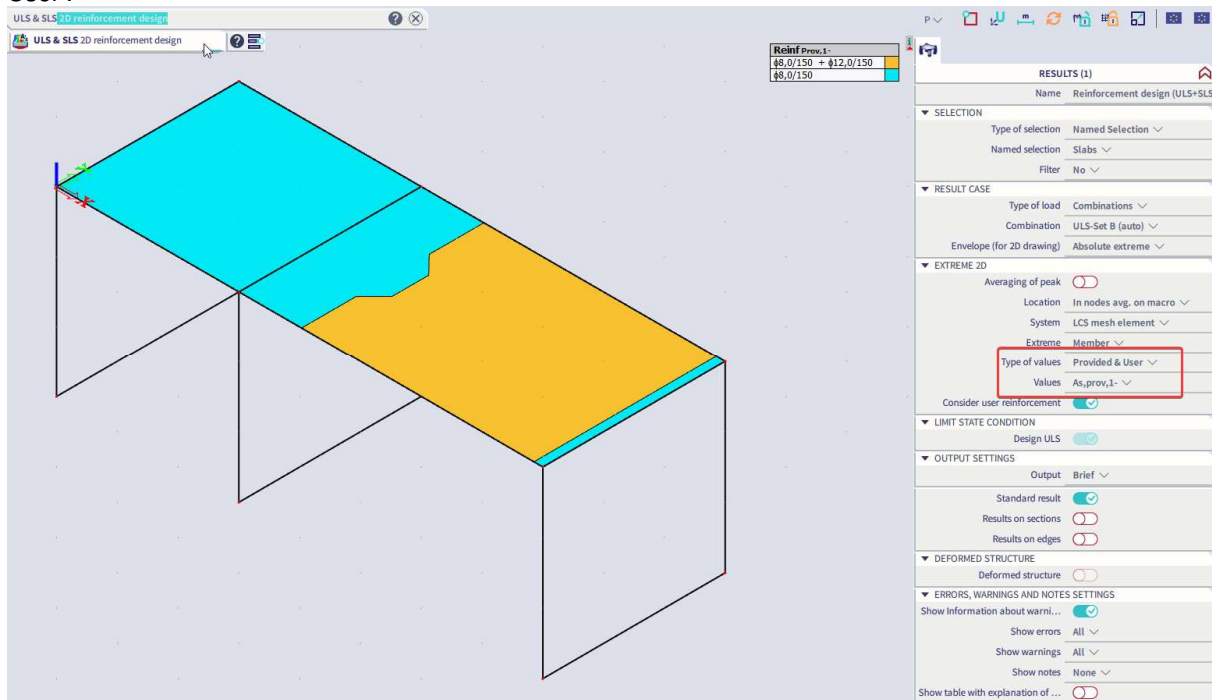 User.
ULS & SLS 2D reinforcement design
ULS & SLS 2D reinforcement design
Reinf Prov,1-
ϕ8,0/150 + ϕ12,0/150
ϕ8,0/150
P
RESULTS (1)
Name Reinforcement design (ULS+SLS
SELECTION
Type of selection Named Selection
Named selection Slabs
Filter No
RESULT CASE
Type of load Combinations
Combination ULS-Set B (auto)
Envelope (for 2D drawing) Absolute extreme
EXTREME 2D
Averaging of peak
Location In nodes avg. on macro
System LCS mesh element
Extreme Member
Type of values Provided & User
Values As,prov,1-
Consider user reinforcement
LIMIT STATE CONDITION
Design ULS
OUTPUT SETTINGS
Output Brief
Standard result
Results on sections
Results on edges
DEFORMED STRUCTURE
Deformed structure
ERRORS, WARNINGS AND NOTES SETTINGS
Show Information about warni...
Show errors All
Show warnings All
Show notes None
Show table with explanation of ...